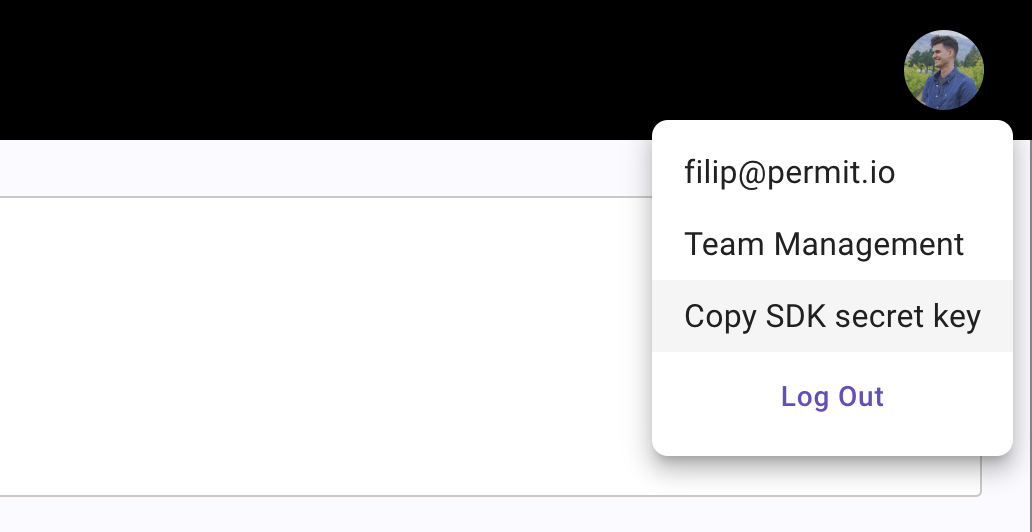 filip@permit.io
Team Management
Copy SDK secret key
Log Out